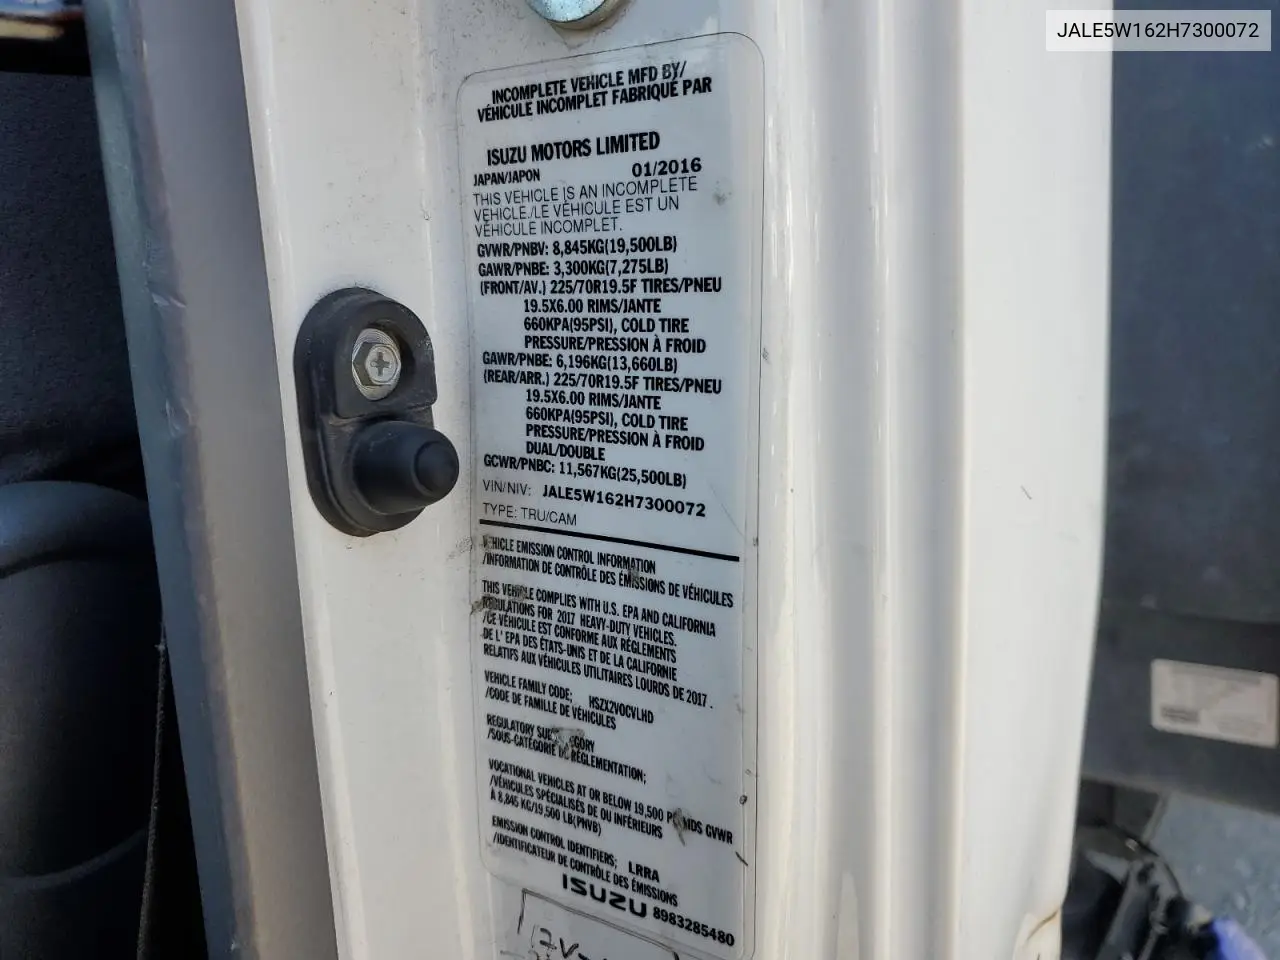 JALE5W162H7300072
INCOMPLETE VEHICLE MFD BY/
VÉHICULE INCOMPLET FABRIQUÉ PAR
ISUZU MOTORS LIMITED
JAPAN/JAPON 01/2016
THIS VEHICLE IS AN INCOMPLETE
VEHICLE./LE VÉHICULE EST UN
VÉHICULE INCOMPLET.
GVWR/PNBV: 8,845KG(19,500LB)
GAWR/PNBE: 3,300KG(7,275LB)
(FRONT/AV.) 225/70R19.5F TIRES/PNEU
19.5X6.00 RIMS/JANTE
660KPA(95PSI), COLD TIRE
PRESSURE/PRESSION À FROID
GAWR/PNBE: 6,196KG(13,660LB)
(REAR/ARR.) 225/70R19.5F TIRES/PNEU
19.5X6.00 RIMS/JANTE
660KPA(95PSI), COLD TIRE
PRESSURE/PRESSION À FROID
DUAL/DOUBLE
GCWR/PNBC: 11,567KG(25,500LB)
VIN/NIV: JALE5W162H7300072
TYPE: TRU/CAM
VEHICLE EMISSION CONTROL INFORMATION
/INFORMATION DE CONTRÔLE DES ÉMISSIONS DE VÉHICULES
THIS VEHICLE COMPLIES WITH U.S. EPA AND CALIFORNIA
REGULATIONS FOR 2017 HEAVY-DUTY VEHICLES.
/CE VÉHICULE EST CONFORME AUX RÈGLEMENTS
DE L' EPA DES ÉTATS-UNIS ET DE LA CALIFORNIE
RELATIFS AUX VÉHICULES UTILITAIRES LOURDS DE 2017.
VEHICLE FAMILY CODE; HSZX2VOCVLHD
/CODE DE FAMILLE DE VÉHICULES
REGULATORY SUBCATEGORY
/SOUS-CATÉGORIE DE RÉGLEMENTATION;
VOCATIONAL VEHICLES AT OR BELOW 19,500 POUNDS GVWR
/VÉHICULES SPÉCIALISÉS DE OU INFÉRIEURS
À 8,845 KG/19,500 LB(PNVB)
EMISSION CONTROL IDENTIFIERS; LRRA
/IDENTIFICATEUR DE CONTRÔLE DES ÉMISSIONS
ISUZU 8983285480